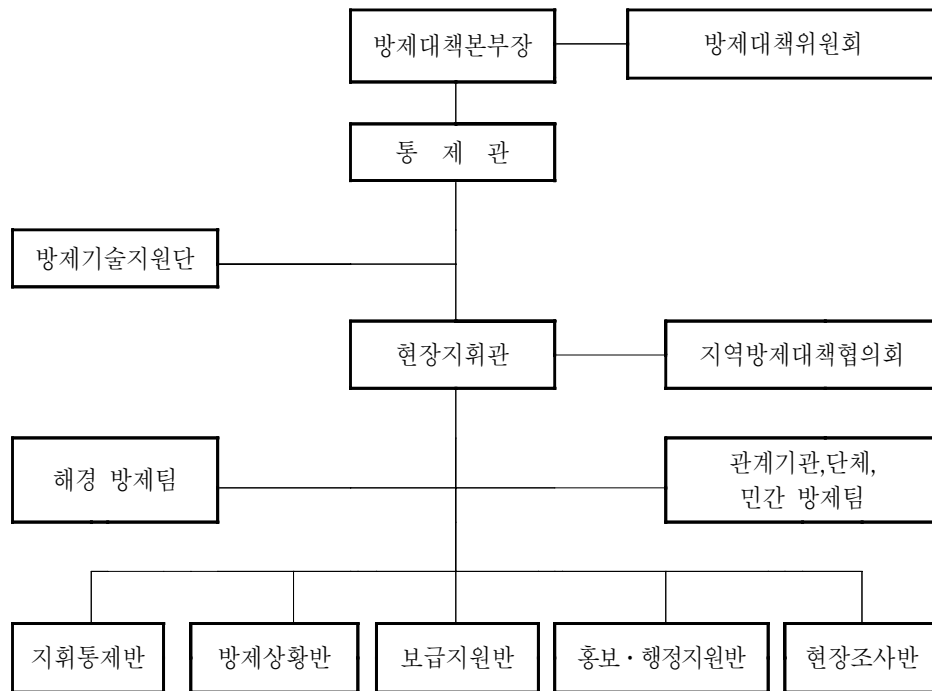 방제대책본부장
방제대책위원회
통 제 관
방제기술지원단
현장지휘관
지역방제대책협의회
해경 방제팀
관계기관,단체,
민간 방제팀
지휘통제반
방제상황반
보급지원반
홍보·행정지원반
현장조사반